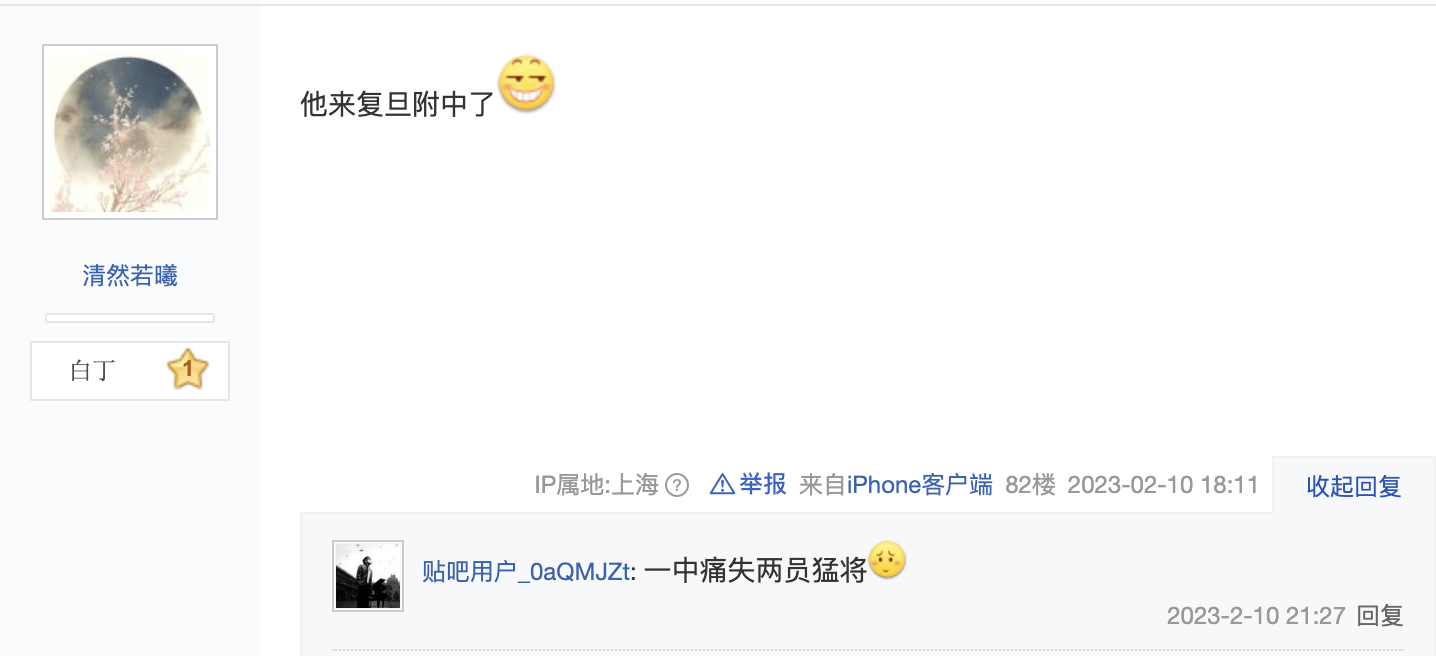 他来复旦附中了
清然若曦
白丁 1
IP属地:上海 ? 举报 来自iPhone客户端 82楼 2023-02-10 18:11 收起回复
贴吧用户_0aQMJZt: 一中痛失两员猛将
2023-2-10 21:27 回复